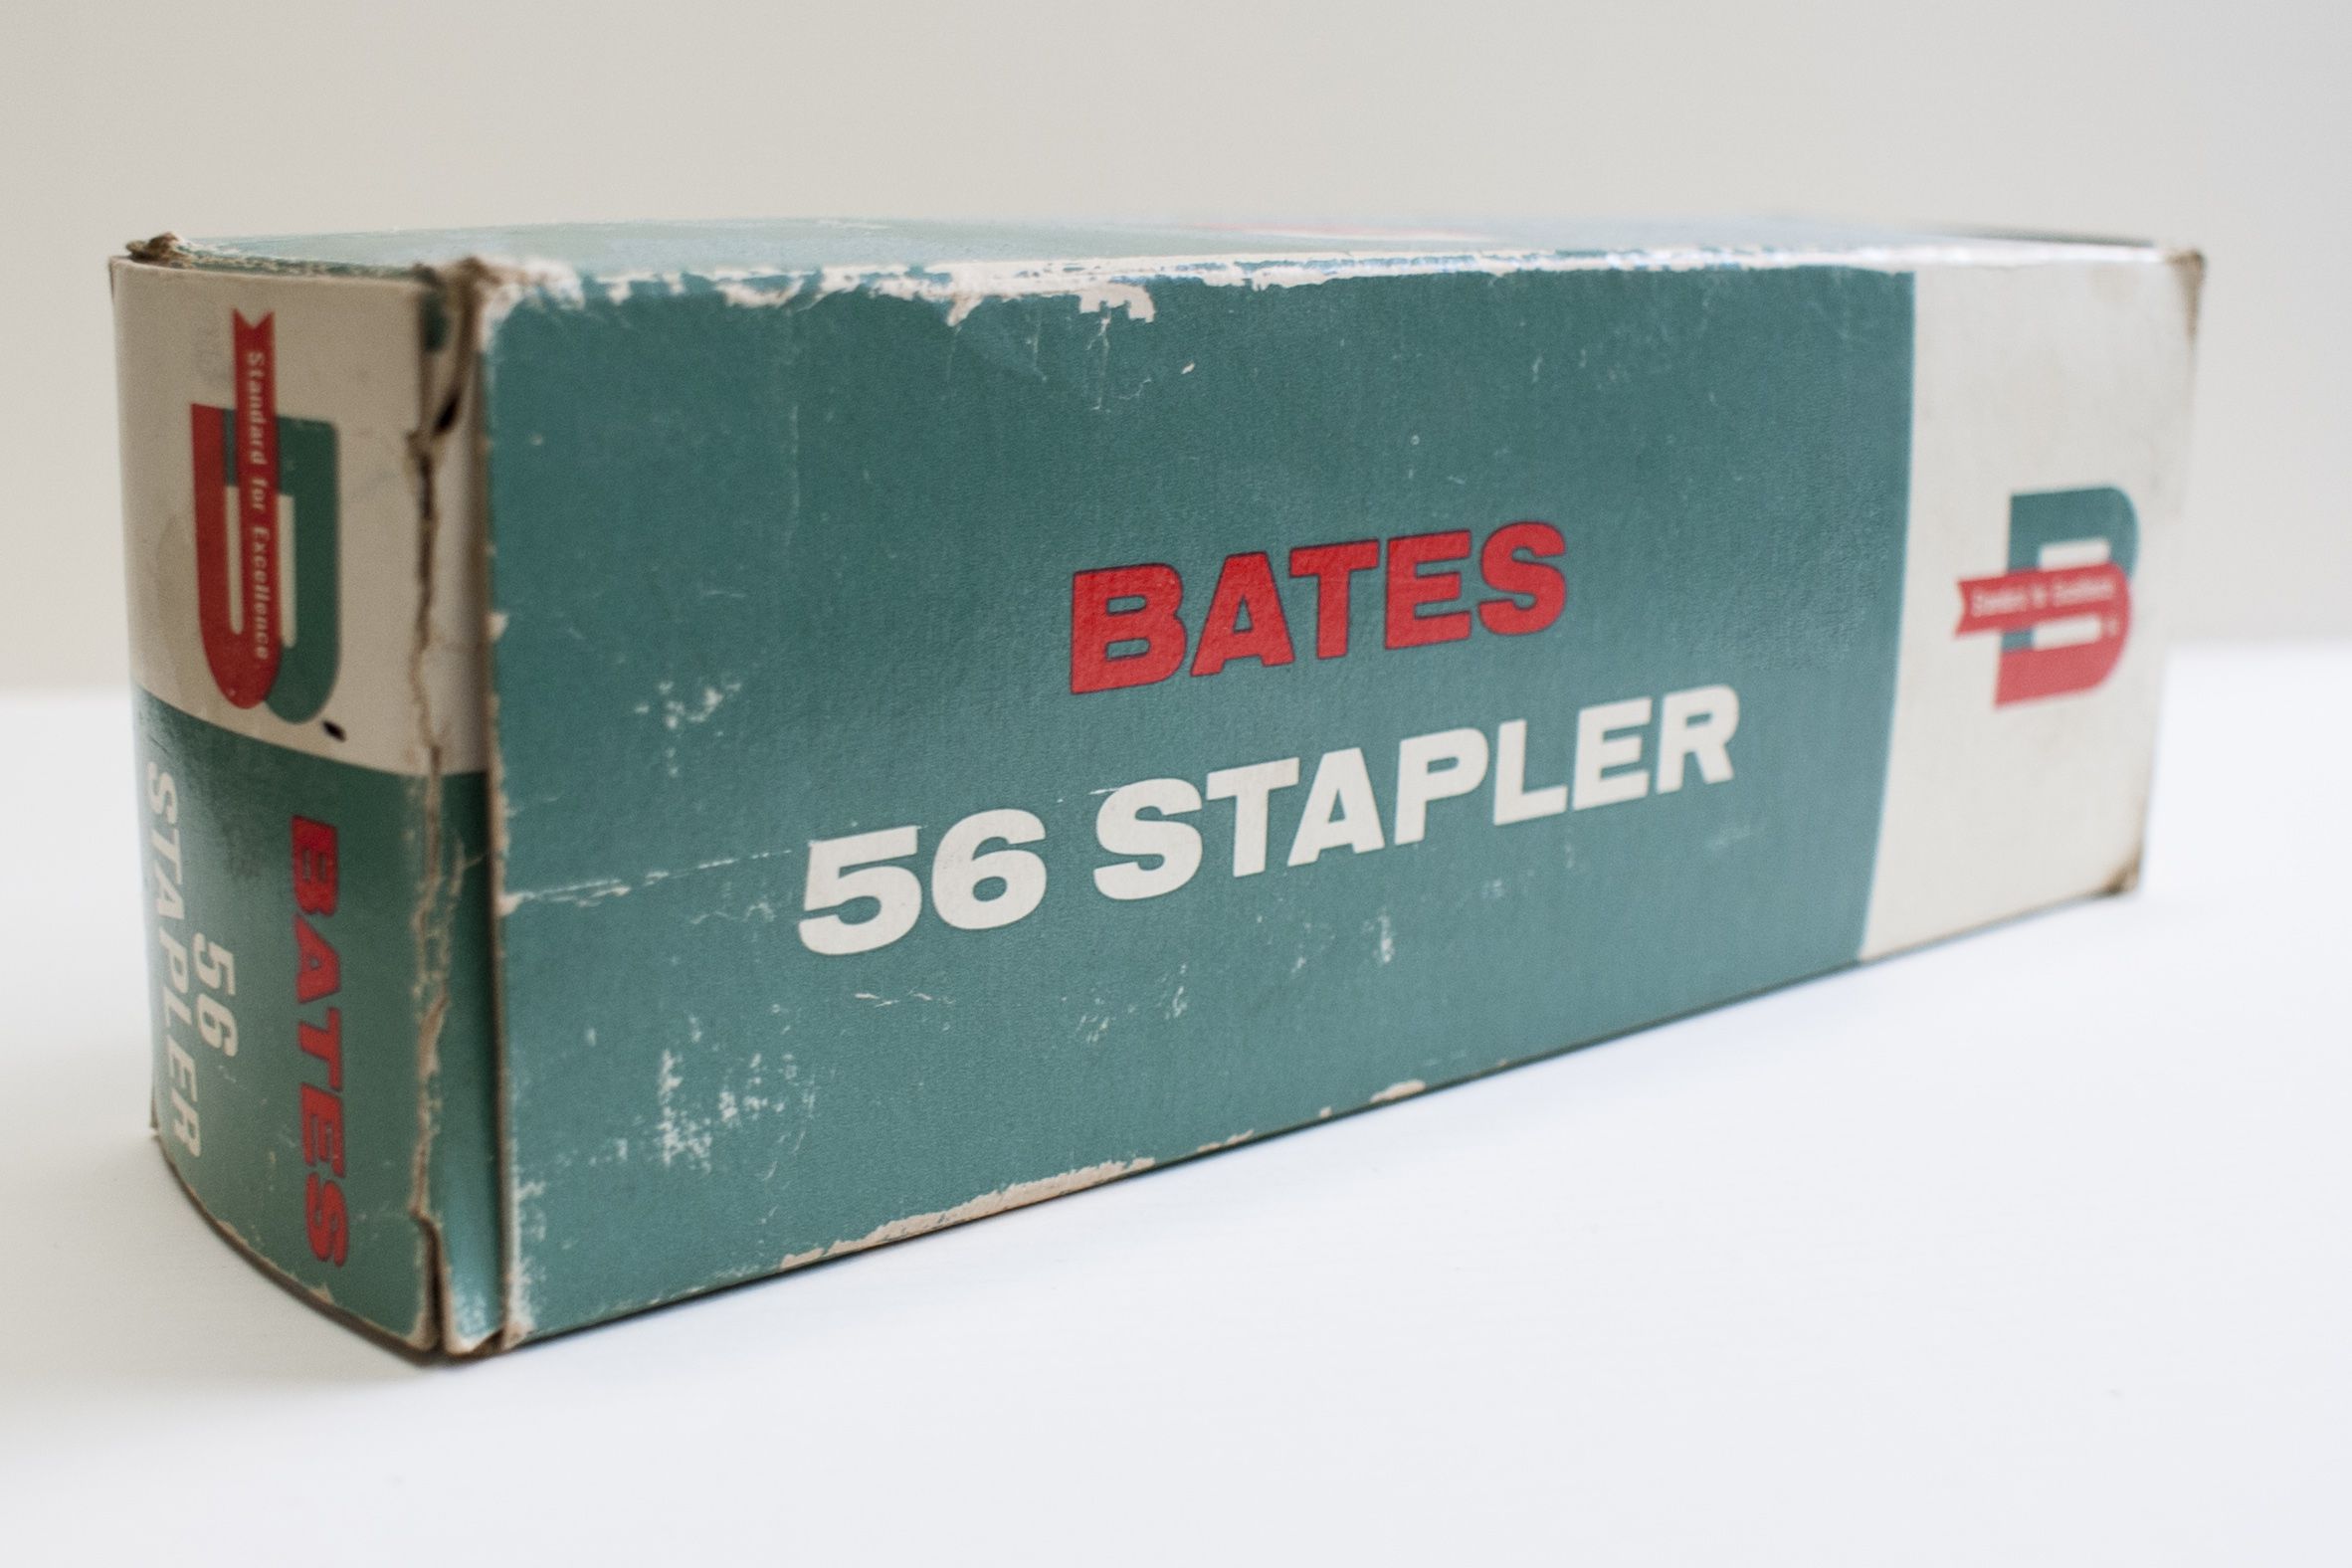 Standard for Excellence
BATES
56
STAPLER
BATES
56 STAPLER